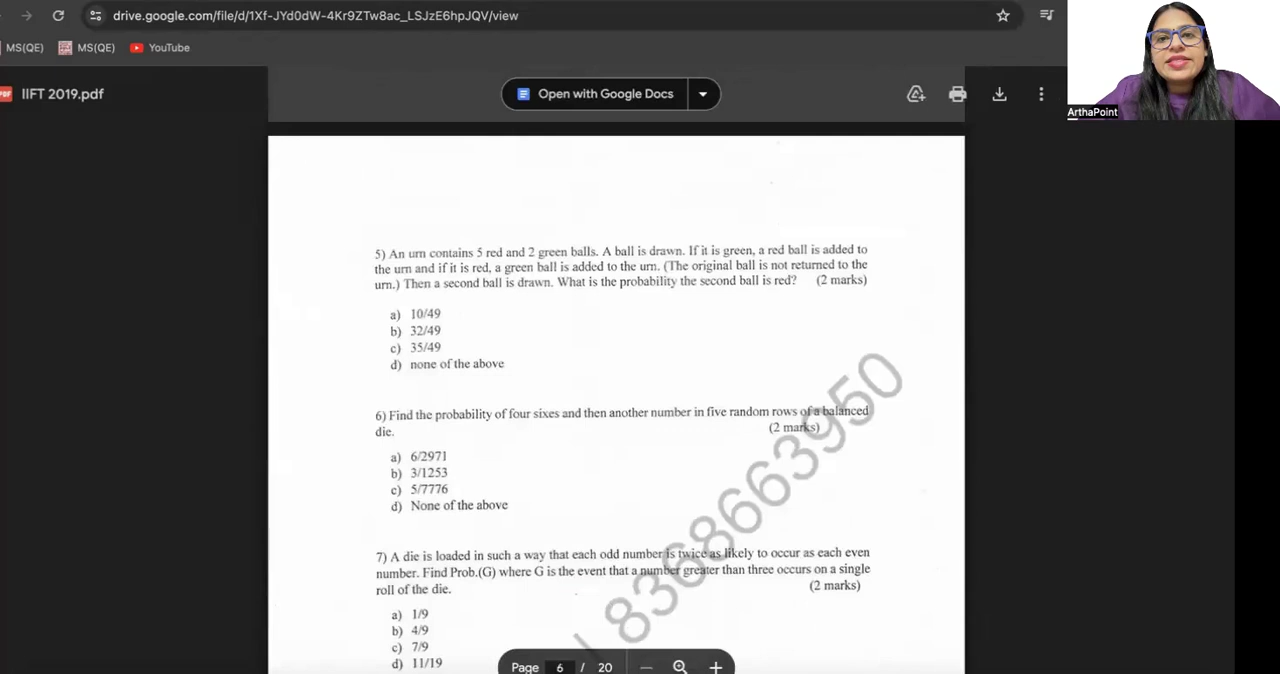 drive.google.com/file/d/1Xf-JYd0dW-4Kr9ZTw8ac_LSJzE6hpJQV/view
MS(QE) MS(QE) YouTube
ArthaPoint
PDF IIFT 2019.pdf
Open with Google Docs
5) An urn contains 5 red and 2 green balls. A ball is drawn. If it is green, a red ball is added to
the urn and if it is red, a green ball is added to the urn. (The original ball is not returned to the
urn.) Then a second ball is drawn. What is the probability the second ball is red? (2 marks)
a) 10/49
b) 32/49
c) 35/49
d) none of the above
6) Find the probability of four sixes and then another number in five random rows of a balanced
die. (2 marks)
a) 6/2971
b) 3/1253
c) 5/7776
d) None of the above
7) A die is loaded in such a way that each odd number is twice as likely to occur as each even
number. Find Prob.(G) where G is the event that a number greater than three occurs on a single
roll of the die. (2 marks)
a) 1/9
b) 4/9
c) 7/9
d) 11/19
8368663950
Page 6 / 20